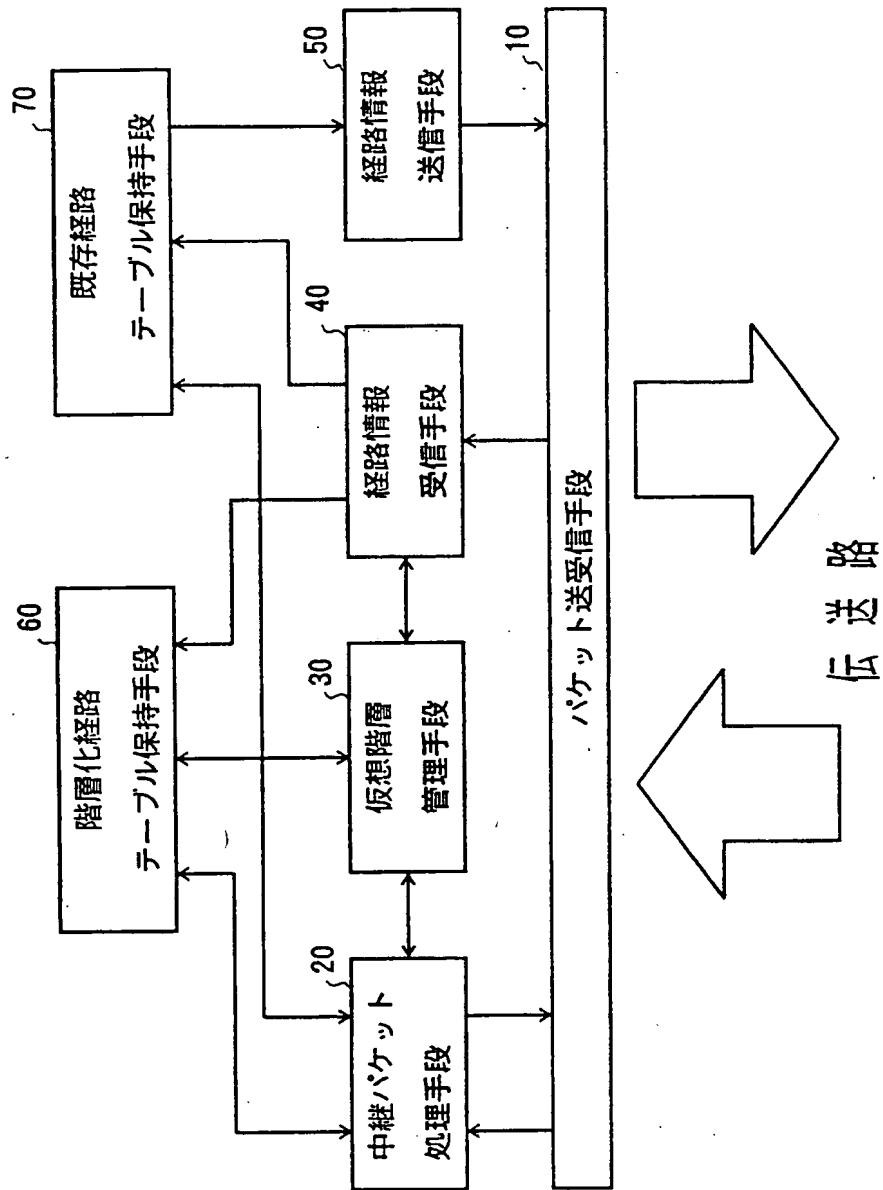 60
階層化経路
テーブル保持手段
70
既存経路
テーブル保持手段
20
中継パケット
処理手段
30
仮想階層
管理手段
40
経路情報
受信手段
50
経路情報
送信手段
10
パケット送受信手段
伝送路